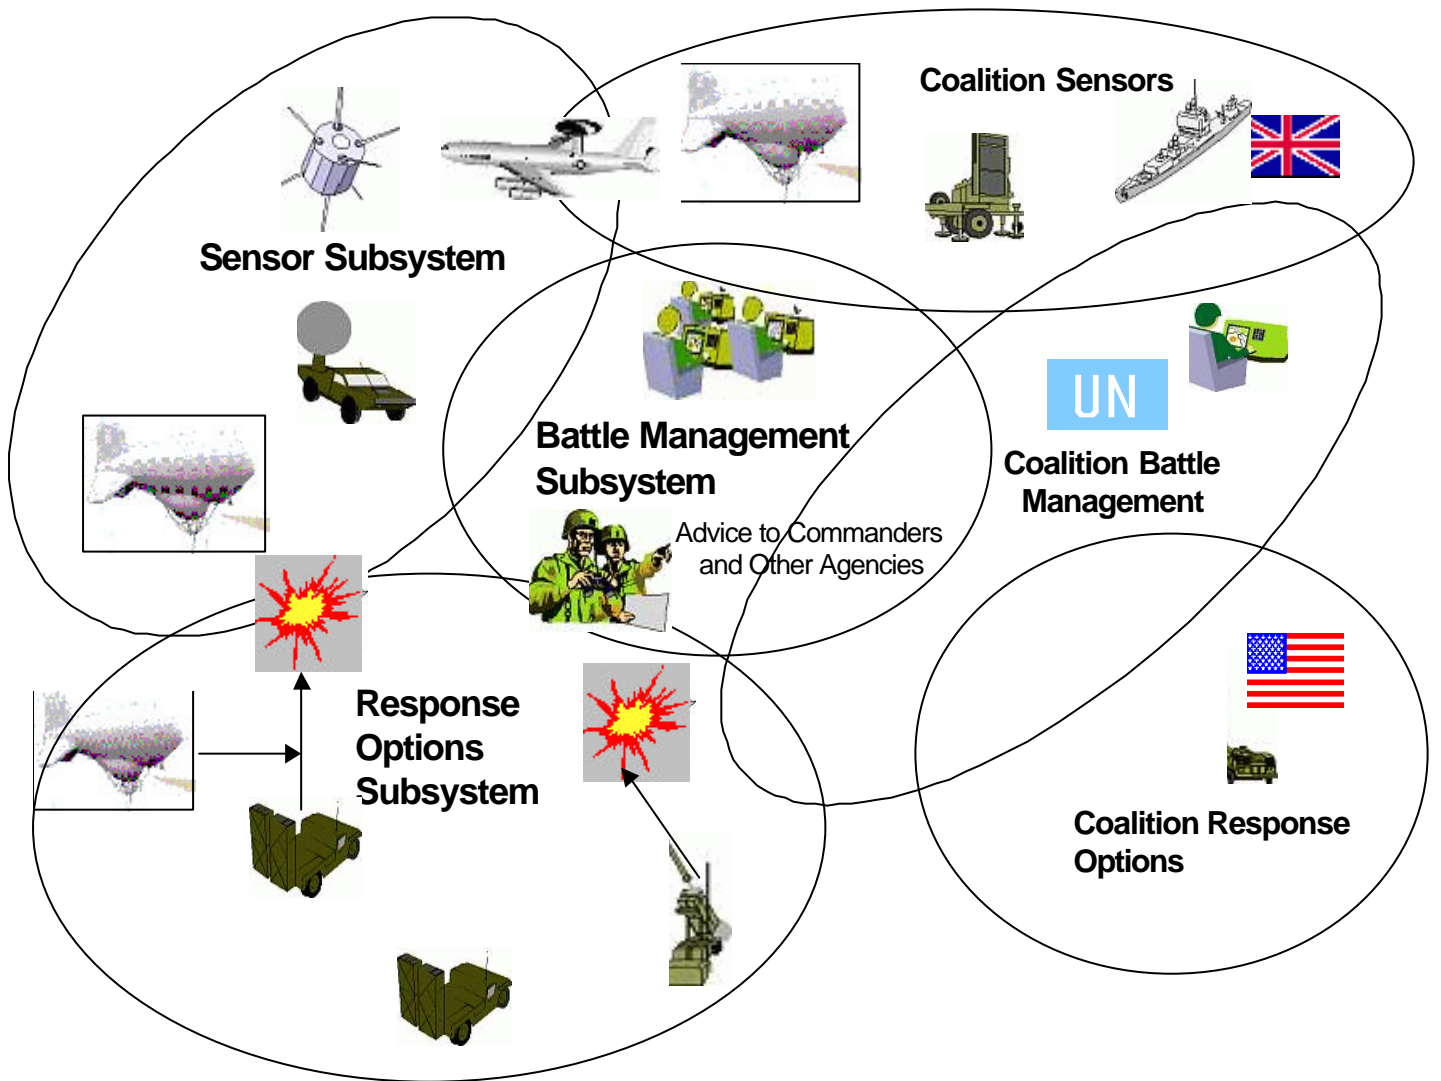 Coalition Sensors
Sensor Subsystem
Battle Management
Subsystem
UN
Coalition Battle
Management
Advice to Commanders
and Other Agencies
Response
Options
Subsystem
Coalition Response
Options